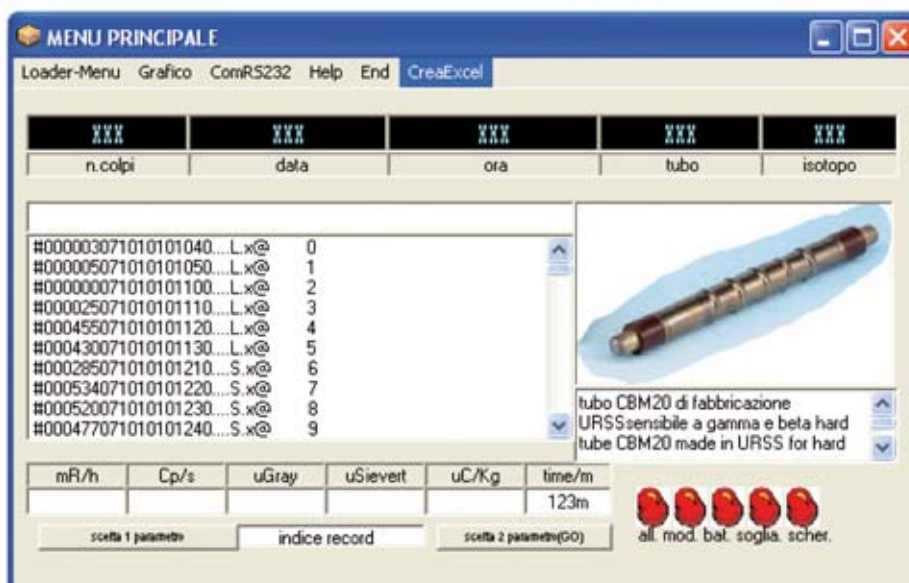 MENU PRINCIPALE
Loader-Menu Grafico ComRS232 Help End CreaExcel
XXX XXX XXX XXX XXX
n.colpi data ora tubo isotopo
#0000030710101010​40....L.x@ 0
#000005071010101050....L.x@ 1
#000000071010101100....L.x@ 2
#000025071010101110....L.x@ 3
#000455071010101120....L.x@ 4
#000430071010101130....L.x@ 5
#000285071010101210....S.x@ 6
#000534071010101220....S.x@ 7
#000520071010101230....S.x@ 8
#000477071010101240....S.x@ 9
tubo CBM20 di fabbricazione
URSSsensibile a gamma e beta hard
tube CBM20 made in URSS for hard
mR/h Cp/s uGray uSievert uC/Kg time/m
123m
scelta 1 parametro indice record scelta 2 parametro(GO)
all. mod. bat. soglia. scher.